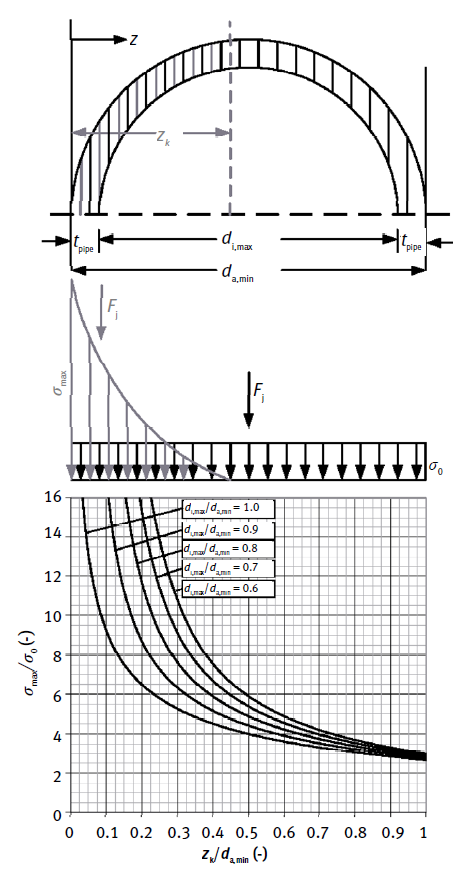 z
z_k
t_pipe d_i,max t_pipe
d_a,min
F_j
σ_max
F_j
σ_0
16
14
12
10
8
6
4
2
0
σ_max/σ_0 (-)
d_i,max/d_a,min = 1.0
d_i,max/d_a,min = 0.9
d_i,max/d_a,min = 0.8
d_i,max/d_a,min = 0.7
d_i,max/d_a,min = 0.6
0 0.1 0.2 0.3 0.4 0.5 0.6 0.7 0.8 0.9 1
z_k/d_a,min (-)